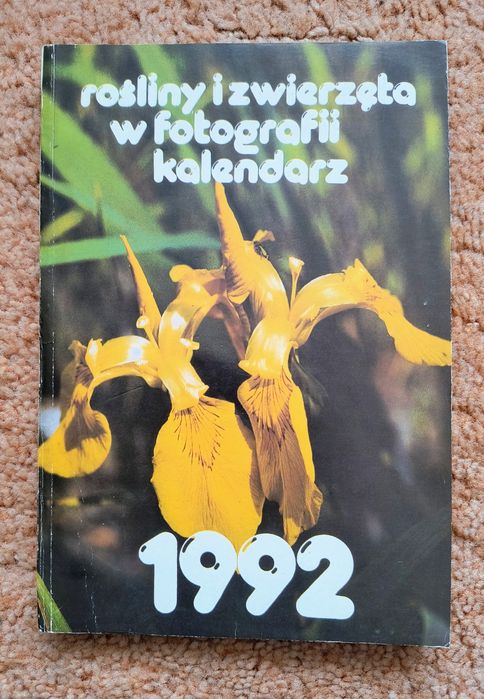 rośliny i zwierzęta
w fotografii
kalendarz
1992